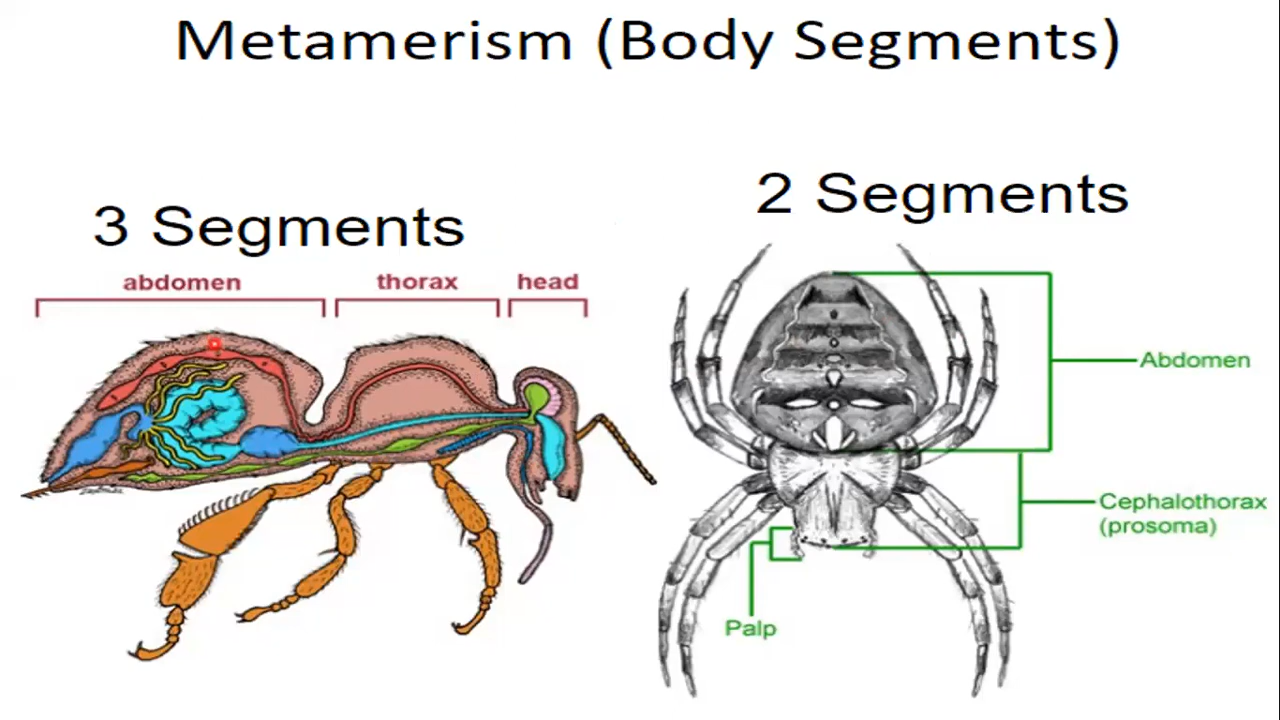 Metamerism (Body Segments)
3 Segments
abdomen thorax head
2 Segments
Abdomen
Cephalothorax
(prosoma)
Palp